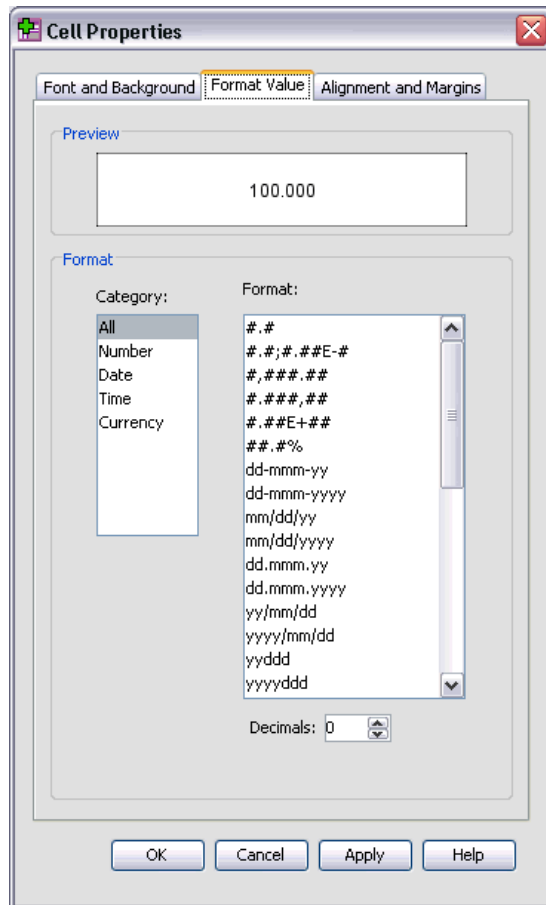 Cell Properties
Font and Background
Format Value
Alignment and Margins
Preview
100.000
Format
Category:
All
Number
Date
Time
Currency
Format:
#.#
#.#;#.##E-#
#,###.##
#.###,##
#.##E+##
##.#%
dd-mmm-yy
dd-mmm-yyyy
mm/dd/yy
mm/dd/yyyy
dd.mmm.yy
dd.mmm.yyyy
yy/mm/dd
yyyy/mm/dd
yyddd
yyyyddd
Decimals: 0
OK
Cancel
Apply
Help